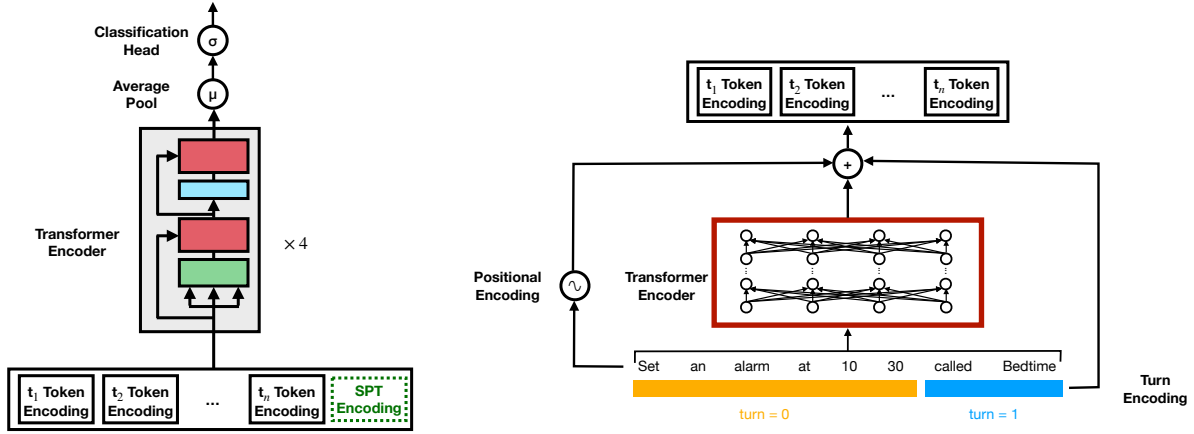 Classification
Head
σ
Average
Pool
μ
Transformer
Encoder
× 4
t₁ Token
Encoding
t₂ Token
Encoding
...
tₙ Token
Encoding
SPT
Encoding
t₁ Token
Encoding
t₂ Token
Encoding
...
tₙ Token
Encoding
+
Positional
Encoding
Transformer
Encoder
Set an alarm at 10 30 called Bedtime
turn = 0
turn = 1
Turn
Encoding